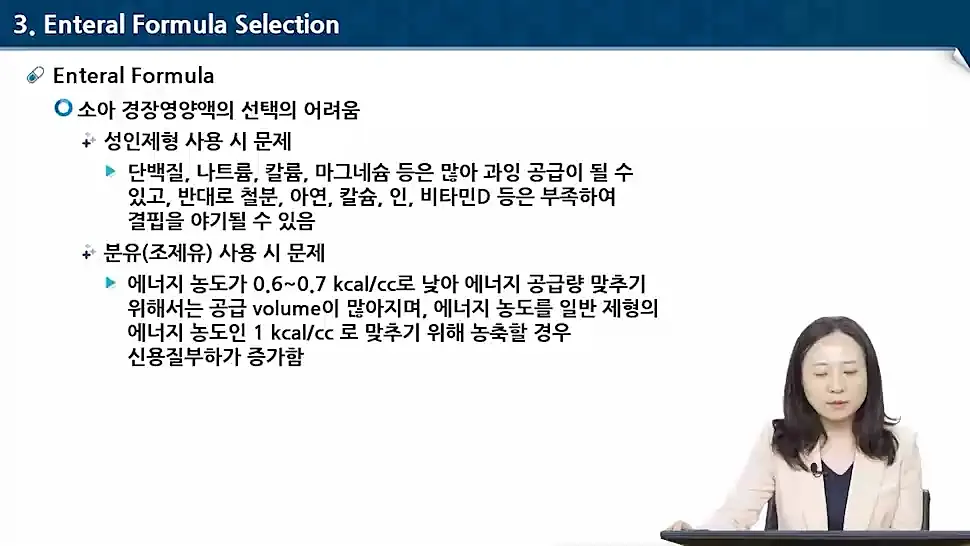 3. Enteral Formula Selection
Enteral Formula
소아 경장영양액의 선택의 어려움
성인제형 사용 시 문제
단백질, 나트륨, 칼륨, 마그네슘 등은 많아 과잉 공급이 될 수
있고, 반대로 철분, 아연, 칼슘, 인, 비타민D 등은 부족하여
결핍을 야기될 수 있음
분유(조제유) 사용 시 문제
에너지 농도가 0.6~0.7 kcal/cc로 낮아 에너지 공급량 맞추기
위해서는 공급 volume이 많아지며, 에너지 농도를 일반 제형의
에너지 농도인 1 kcal/cc 로 맞추기 위해 농축할 경우
신용질부하가 증가함